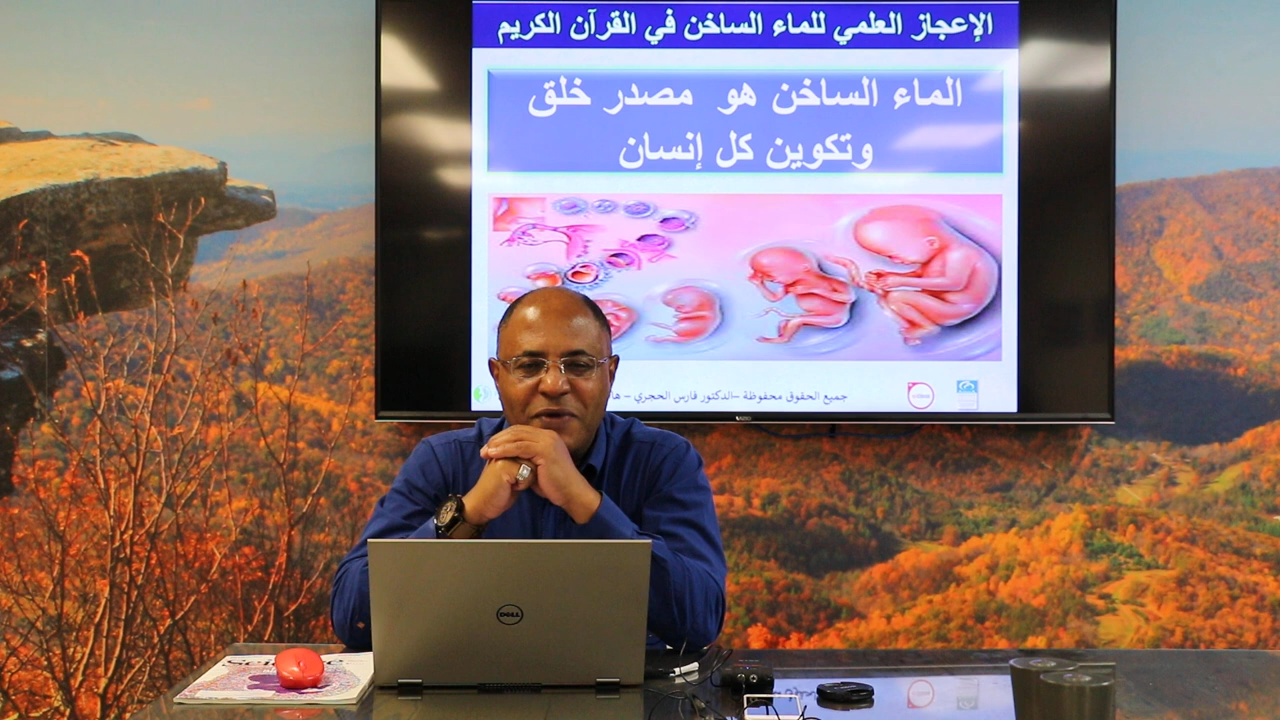 الإعجاز العلمي للماء الساخن في القرآن الكريم
الماء الساخن هو مصدر خلق
وتكوين كل إنسان
جميع الحقوق محفوظة –الدكتور فارس الحجري – ها
DELL